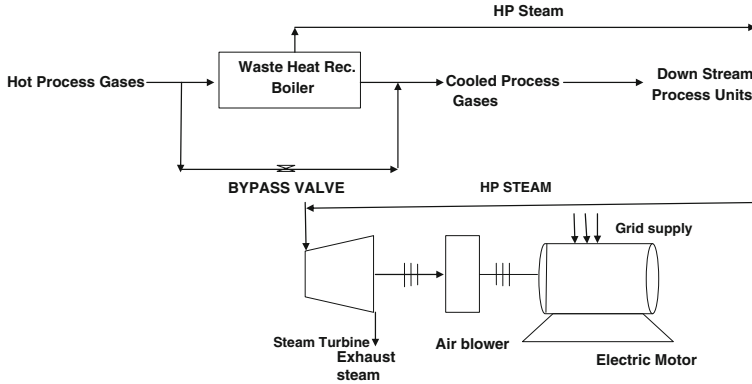 HP Steam
Waste Heat Rec.
Boiler
Hot Process Gases
Cooled Process
Gases
Down Stream
Process Units
BYPASS VALVE
HP STEAM
Grid supply
Steam Turbine
Exhaust
steam
Air blower
Electric Motor